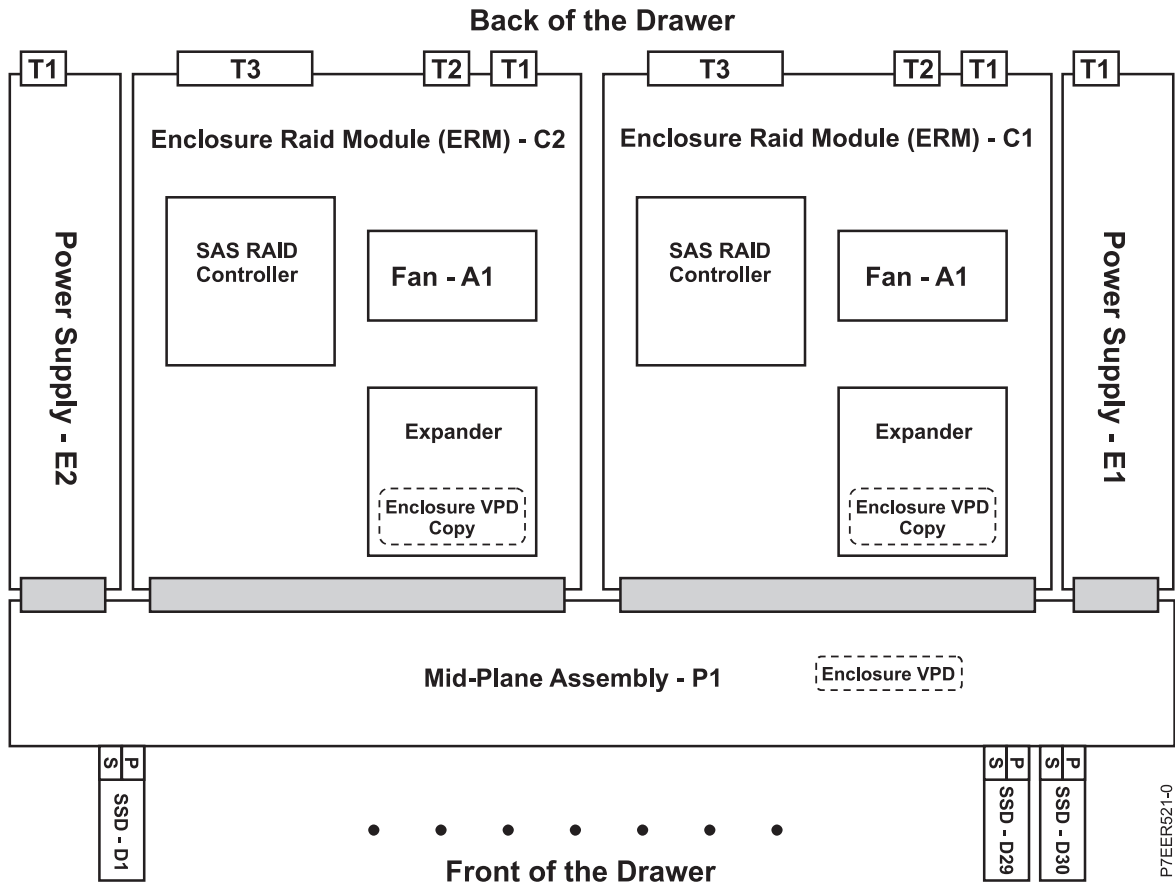 Back of the Drawer
T1
T3
T2
T1
T3
T2
T1
T1
Enclosure Raid Module (ERM) - C2
Enclosure Raid Module (ERM) - C1
Power Supply - E2
SAS RAID
Controller
Fan - A1
SAS RAID
Controller
Fan - A1
Power Supply - E1
Expander
Enclosure VPD
Copy
Expander
Enclosure VPD
Copy
Mid-Plane Assembly - P1
Enclosure VPD
S P
SSD - D1
S P
SSD - D29
S P
SSD - D30
Front of the Drawer
P7EER521-0